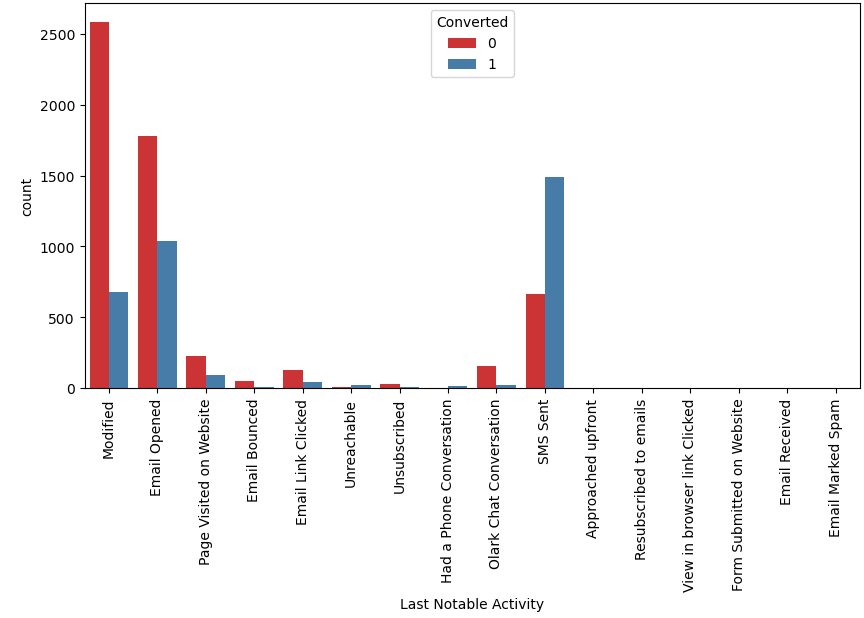 Converted
0
1
2500
2000
1500
1000
500
0
count
Modified
Email Opened
Page Visited on Website
Email Bounced
Email Link Clicked
Unreachable
Unsubscribed
Had a Phone Conversation
Olark Chat Conversation
SMS Sent
Approached upfront
Resubscribed to emails
View in browser link Clicked
Form Submitted on Website
Email Received
Email Marked Spam
Last Notable Activity